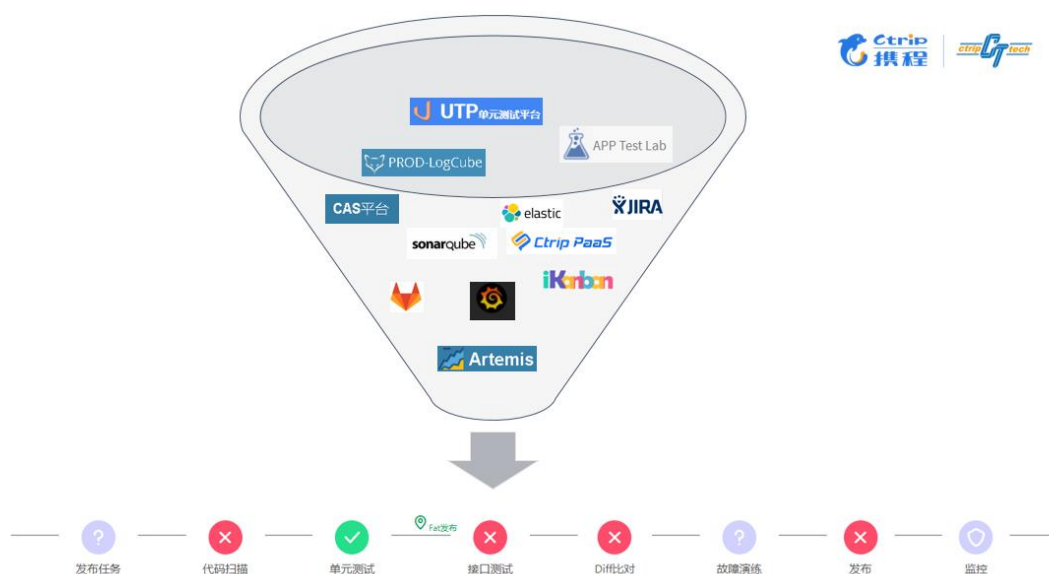 Ctrip
携程
ctrip CT tech
UTP单元测试平台
APP Test Lab
PROD-LogCube
CAS平台
elastic
JIRA
sonarqube
Ctrip PaaS
iKanban
Artemis
Fat发布
发布任务
代码扫描
单元测试
接口测试
Diff比对
故障演练
发布
监控